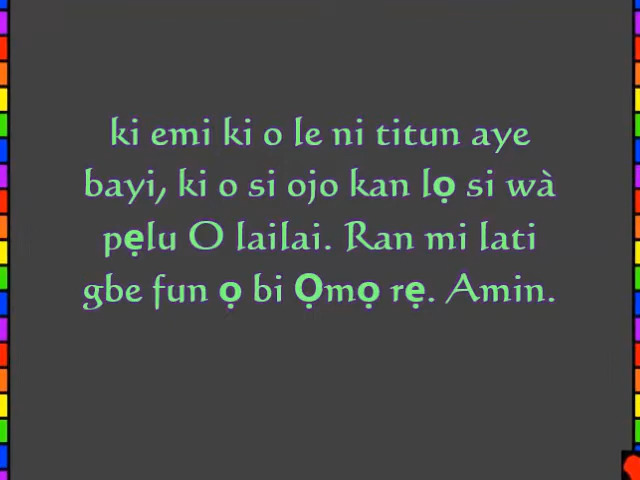 ki emi ki o le ni titun aye
bayi, ki o si ojo kan lọ si wà
pẹlu O lailai. Ran mi lati
gbe fun ọ bi Ọmọ rẹ. Amin.